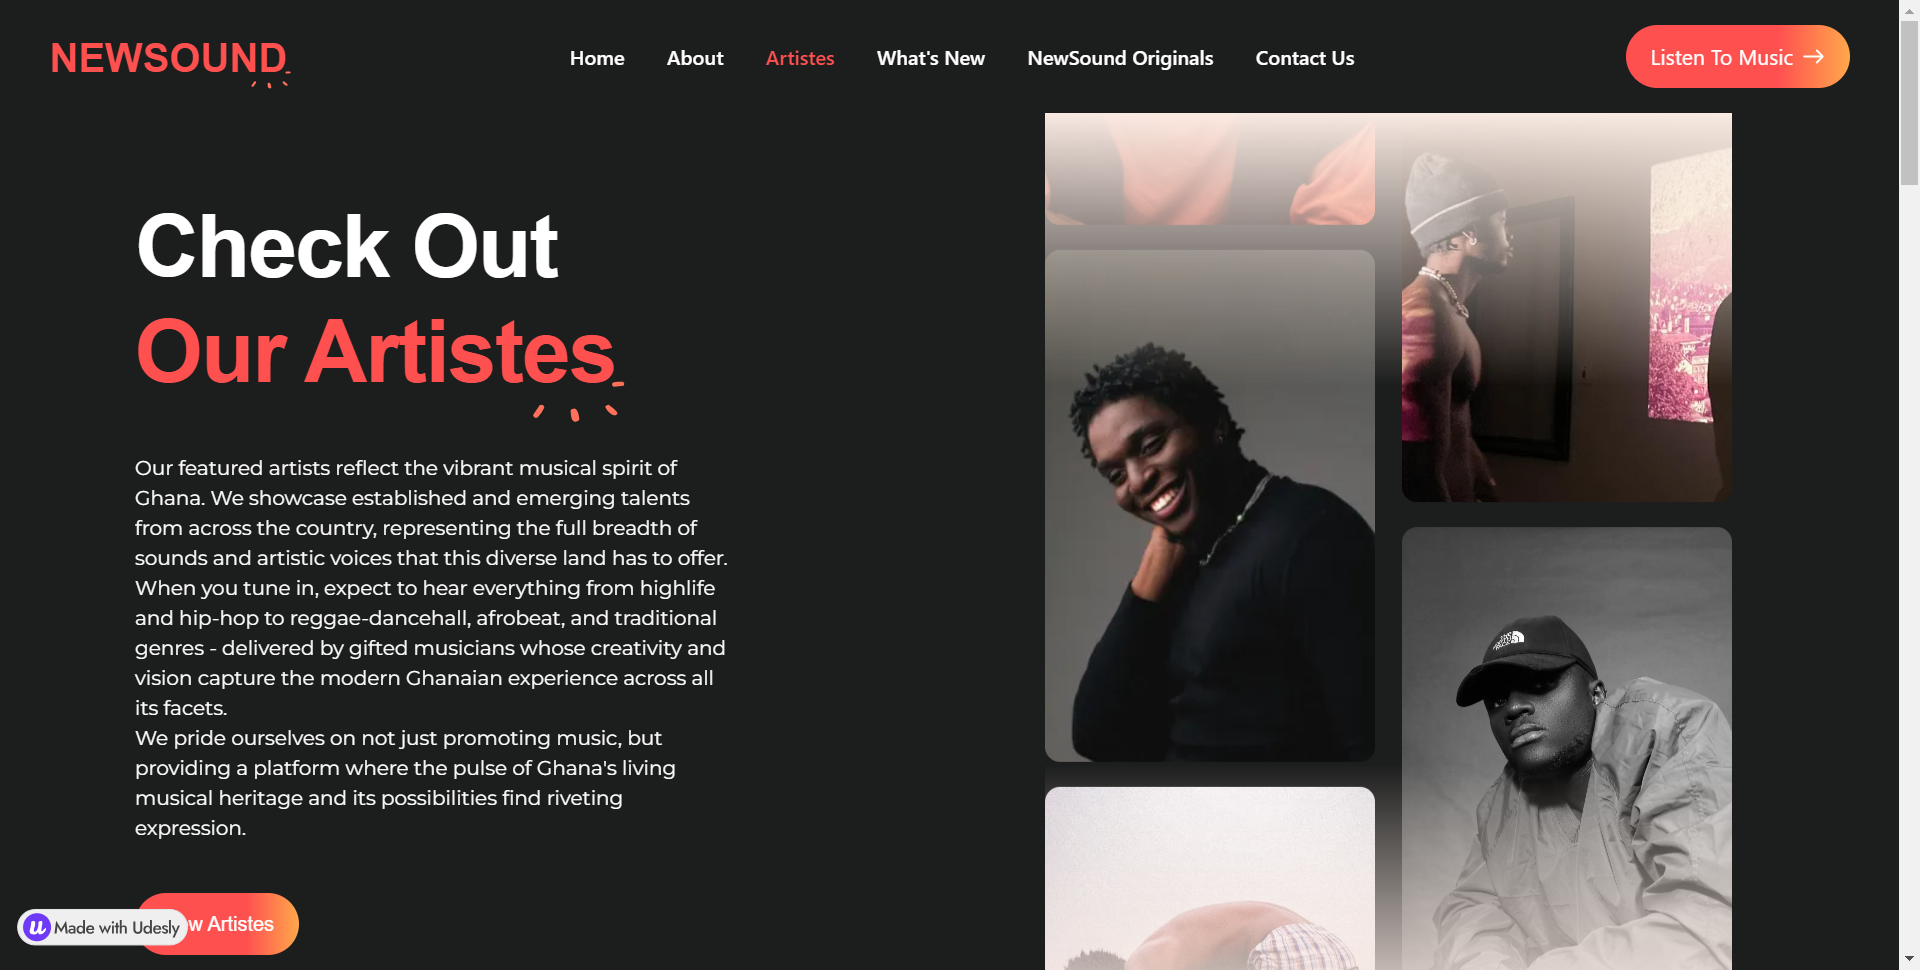 NEWSOUND
Home
About
Artistes
What's New
NewSound Originals
Contact Us
Listen To Music
Check Out
Our Artistes
Our featured artists reflect the vibrant musical spirit of
Ghana. We showcase established and emerging talents
from across the country, representing the full breadth of
sounds and artistic voices that this diverse land has to offer.
When you tune in, expect to hear everything from highlife
and hip-hop to reggae-dancehall, afrobeat, and traditional
genres - delivered by gifted musicians whose creativity and
vision capture the modern Ghanaian experience across all
its facets.
We pride ourselves on not just promoting music, but
providing a platform where the pulse of Ghana's living
musical heritage and its possibilities find riveting
expression.
Artistes
Made with Udesly